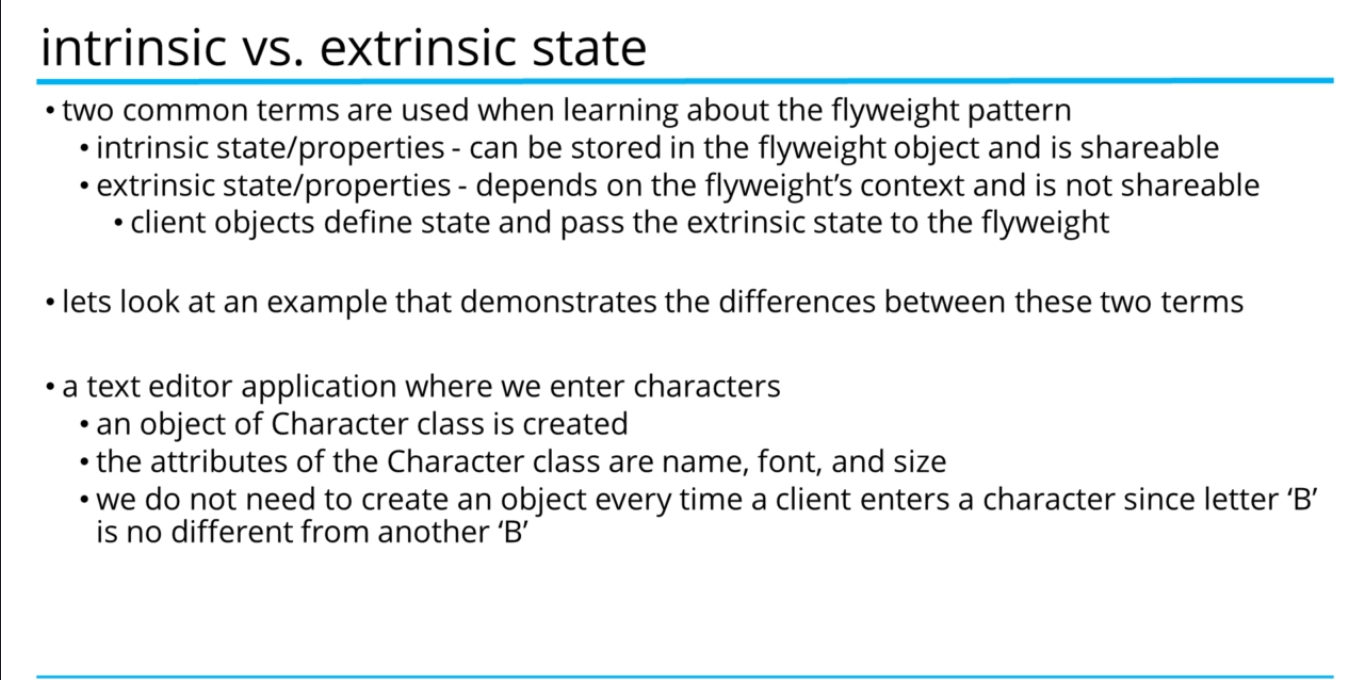 intrinsic vs. extrinsic state
• two common terms are used when learning about the flyweight pattern
• intrinsic state/properties - can be stored in the flyweight object and is shareable
• extrinsic state/properties - depends on the flyweight’s context and is not shareable
• client objects define state and pass the extrinsic state to the flyweight
• lets look at an example that demonstrates the differences between these two terms
• a text editor application where we enter characters
• an object of Character class is created
• the attributes of the Character class are name, font, and size
• we do not need to create an object every time a client enters a character since letter ‘B’
is no different from another ‘B’